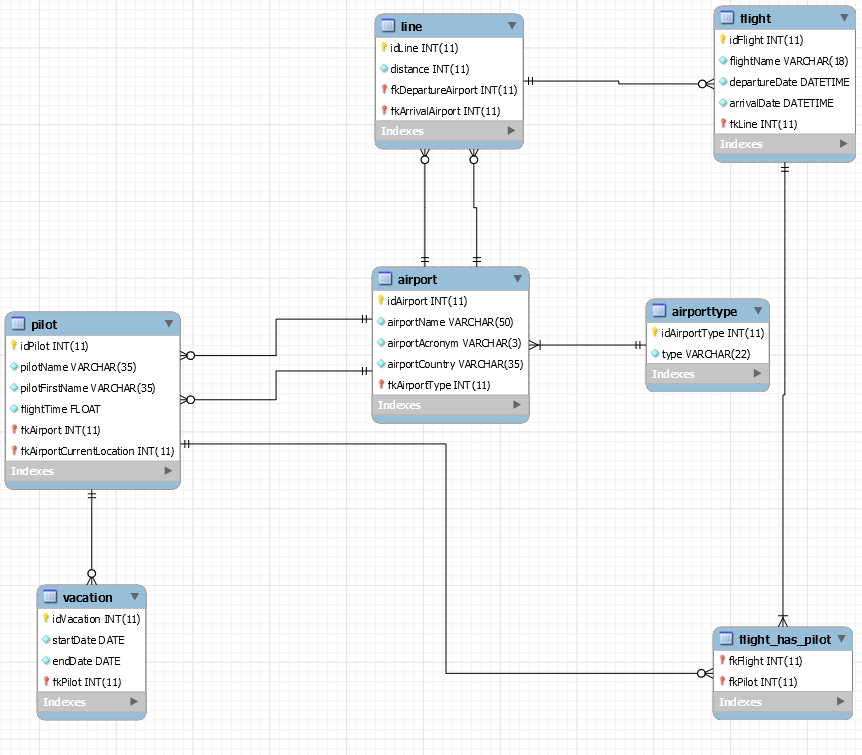 line
idLine INT(11)
distance INT(11)
fkDepartureAirport INT(11)
fkArrivalAirport INT(11)
Indexes
flight
idFlight INT(11)
flightName VARCHAR(18)
departureDate DATETIME
arrivalDate DATETIME
fkLine INT(11)
Indexes
airport
idAirport INT(11)
airportName VARCHAR(50)
airportAcronym VARCHAR(3)
airportCountry VARCHAR(35)
fkAirportType INT(11)
Indexes
airporttype
idAirportType INT(11)
type VARCHAR(22)
Indexes
pilot
idPilot INT(11)
pilotName VARCHAR(35)
pilotFirstName VARCHAR(35)
flightTime FLOAT
fkAirport INT(11)
fkAirportCurrentLocation INT(11)
Indexes
vacation
idVacation INT(11)
startDate DATE
endDate DATE
fkPilot INT(11)
Indexes
flight_has_pilot
fkFlight INT(11)
fkPilot INT(11)
Indexes